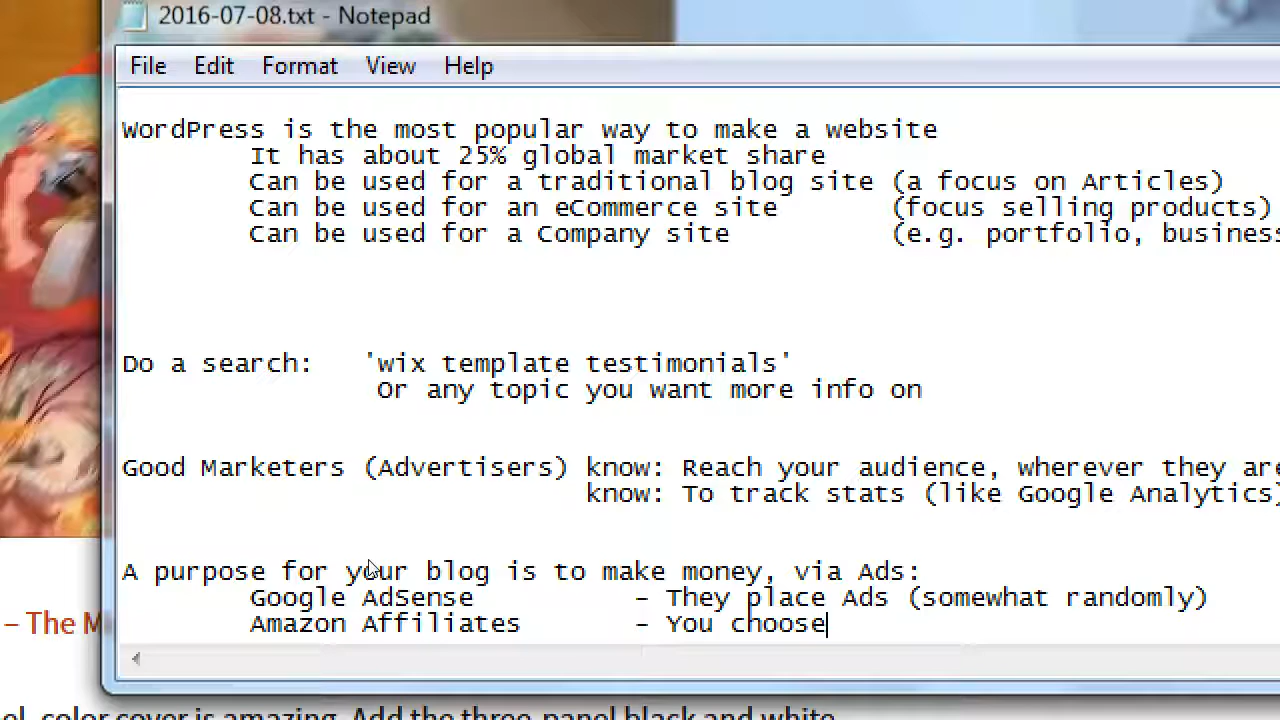 2016-07-08.txt - Notepad
File Edit Format View Help
WordPress is the most popular way to make a website
It has about 25% global market share
Can be used for a traditional blog site (a focus on Articles)
Can be used for an eCommerce site (focus selling products)
Can be used for a Company site (e.g. portfolio, business
Do a search: 'wix template testimonials'
Or any topic you want more info on
Good Marketers (Advertisers) know: Reach your audience, wherever they are
know: To track stats (like Google Analytics)
A purpose for your blog is to make money, via Ads:
Google AdSense - They place Ads (somewhat randomly)
– The M
Amazon Affiliates - You choose
el, color cover is amazing. Add the three-panel black and white